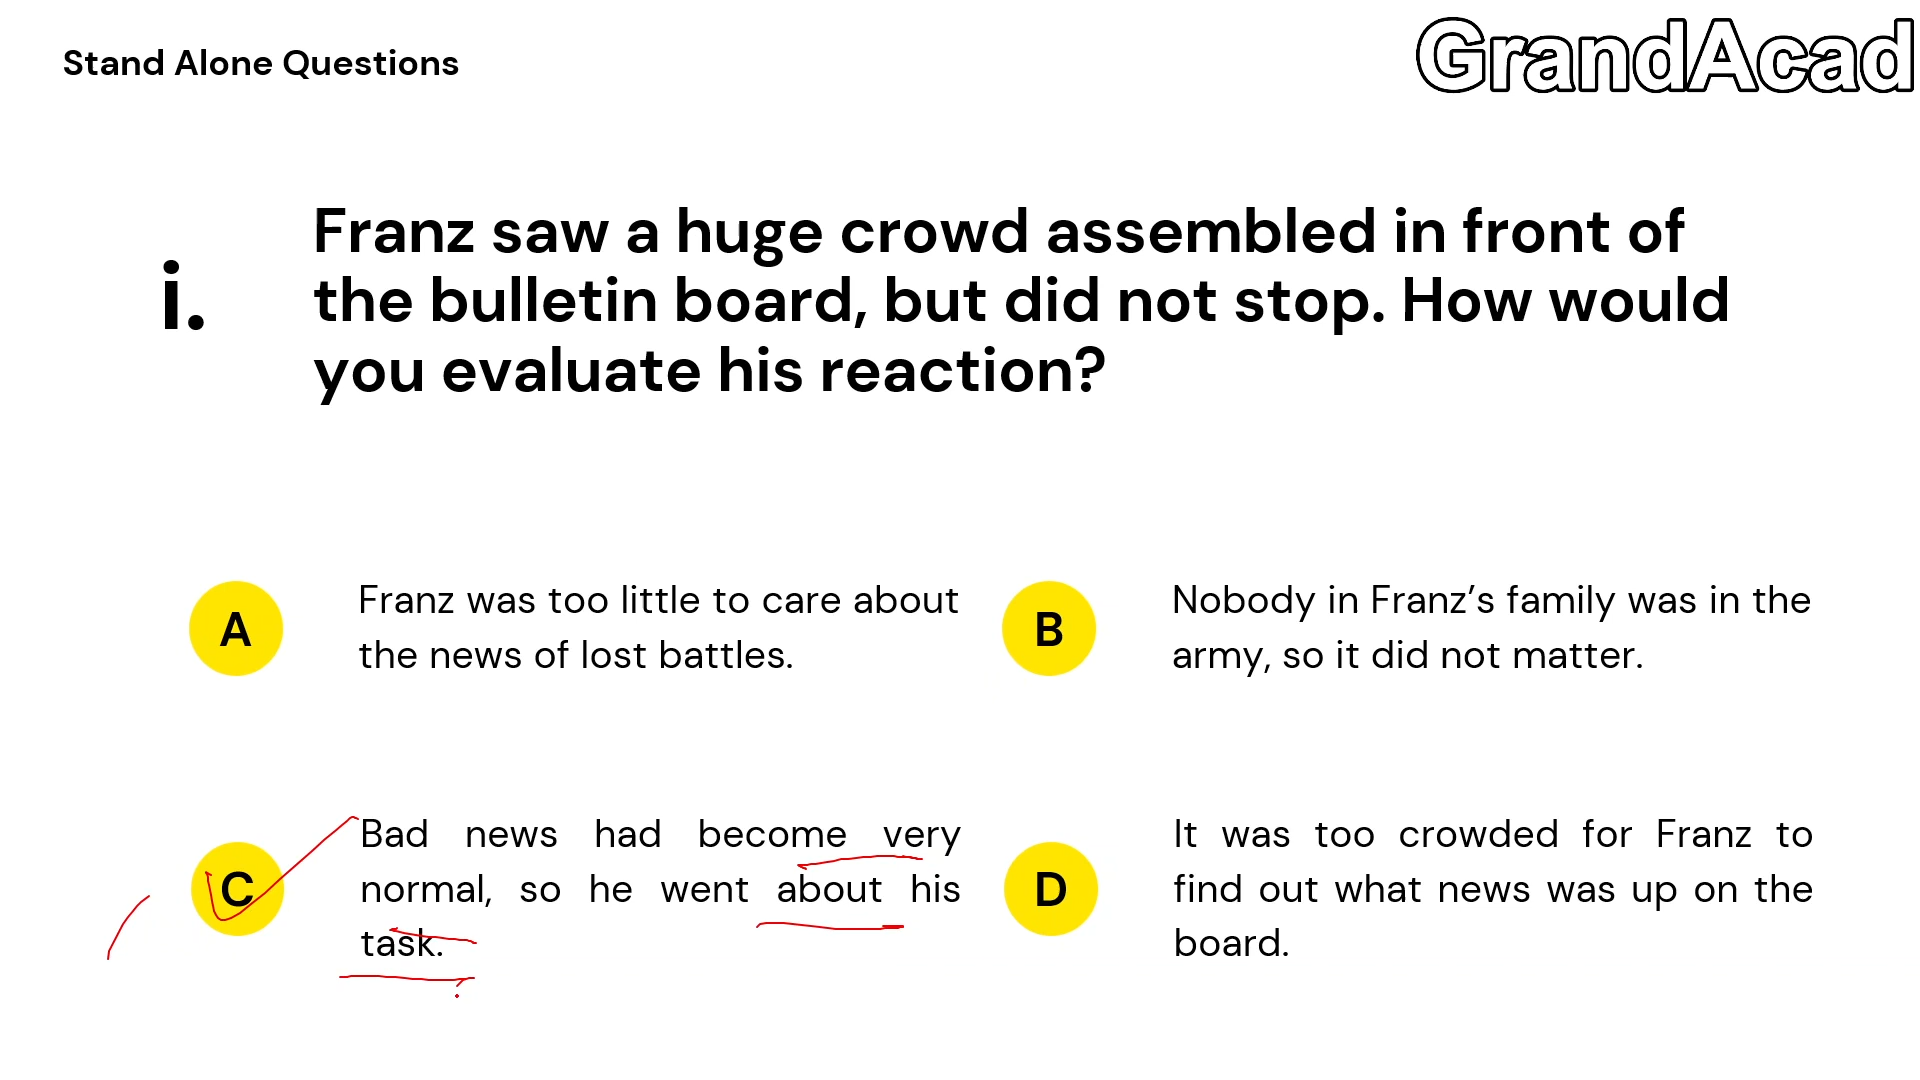 Stand Alone Questions
GrandAcad
i.
Franz saw a huge crowd assembled in front of
the bulletin board, but did not stop. How would
you evaluate his reaction?
A
Franz was too little to care about
the news of lost battles.
B
Nobody in Franz’s family was in the
army, so it did not matter.
C
Bad news had become very
normal, so he went about his
task.
D
It was too crowded for Franz to
find out what news was up on the
board.